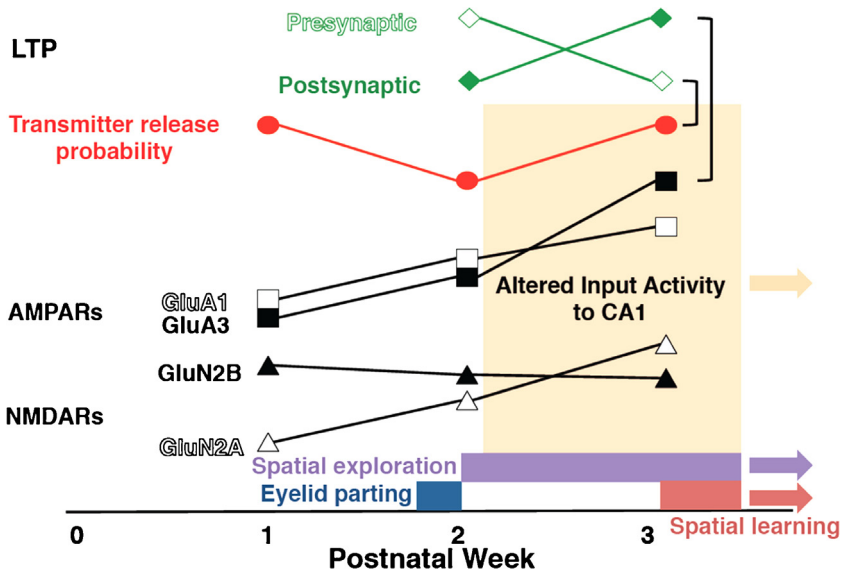 Presynaptic
LTP
Postsynaptic
Transmitter release
probability
Altered Input Activity
to CA1
GluA1
AMPARs
GluA3
GluN2B
NMDARs
GluN2A
Spatial exploration
Eyelid parting
0 1 2 3
Spatial learning
Postnatal Week